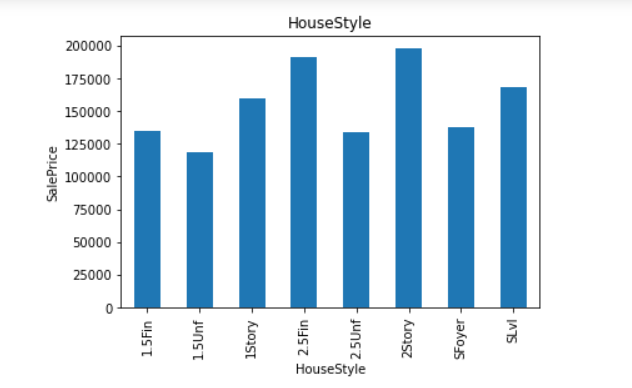 HouseStyle
200000
175000
150000
125000
100000
75000
50000
25000
0
SalePrice
1.5Fin
1.5Unf
1Story
2.5Fin
2.5Unf
2Story
SFoyer
SLvl
HouseStyle